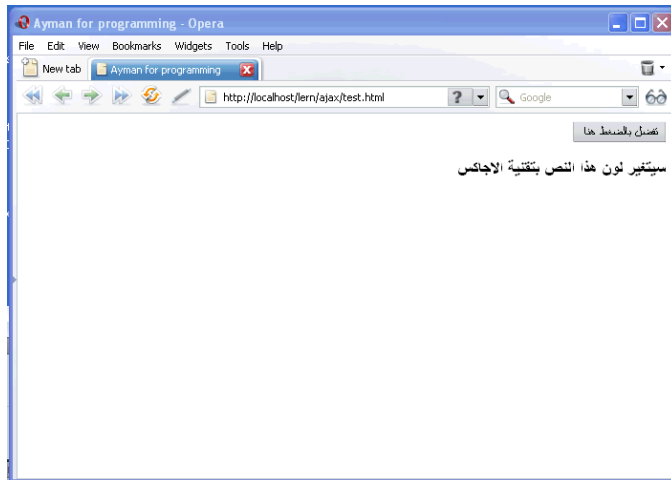 Ayman for programming - Opera
File Edit View Bookmarks Widgets Tools Help
New tab Ayman for programming
http://localhost/lern/ajax/test.html ? Google
تفضل بالضغط هنا
سيتغير لون هذا النص بتقنية الاجاكس